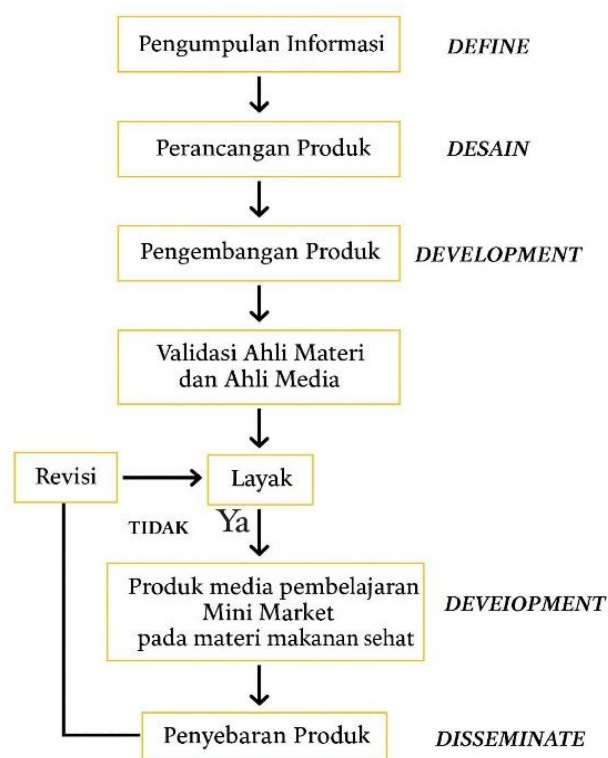 Pengumpulan Informasi
DEFINE
Perancangan Produk
DESAIN
Pengembangan Produk
DEVELOPMENT
Validasi Ahli Materi
dan Ahli Media
Revisi
Layak
TIDAK
Ya
Produk media pembelajaran
Mini Market
pada materi makanan sehat
DEVEIOPMENT
Penyebaran Produk
DISSEMINATE